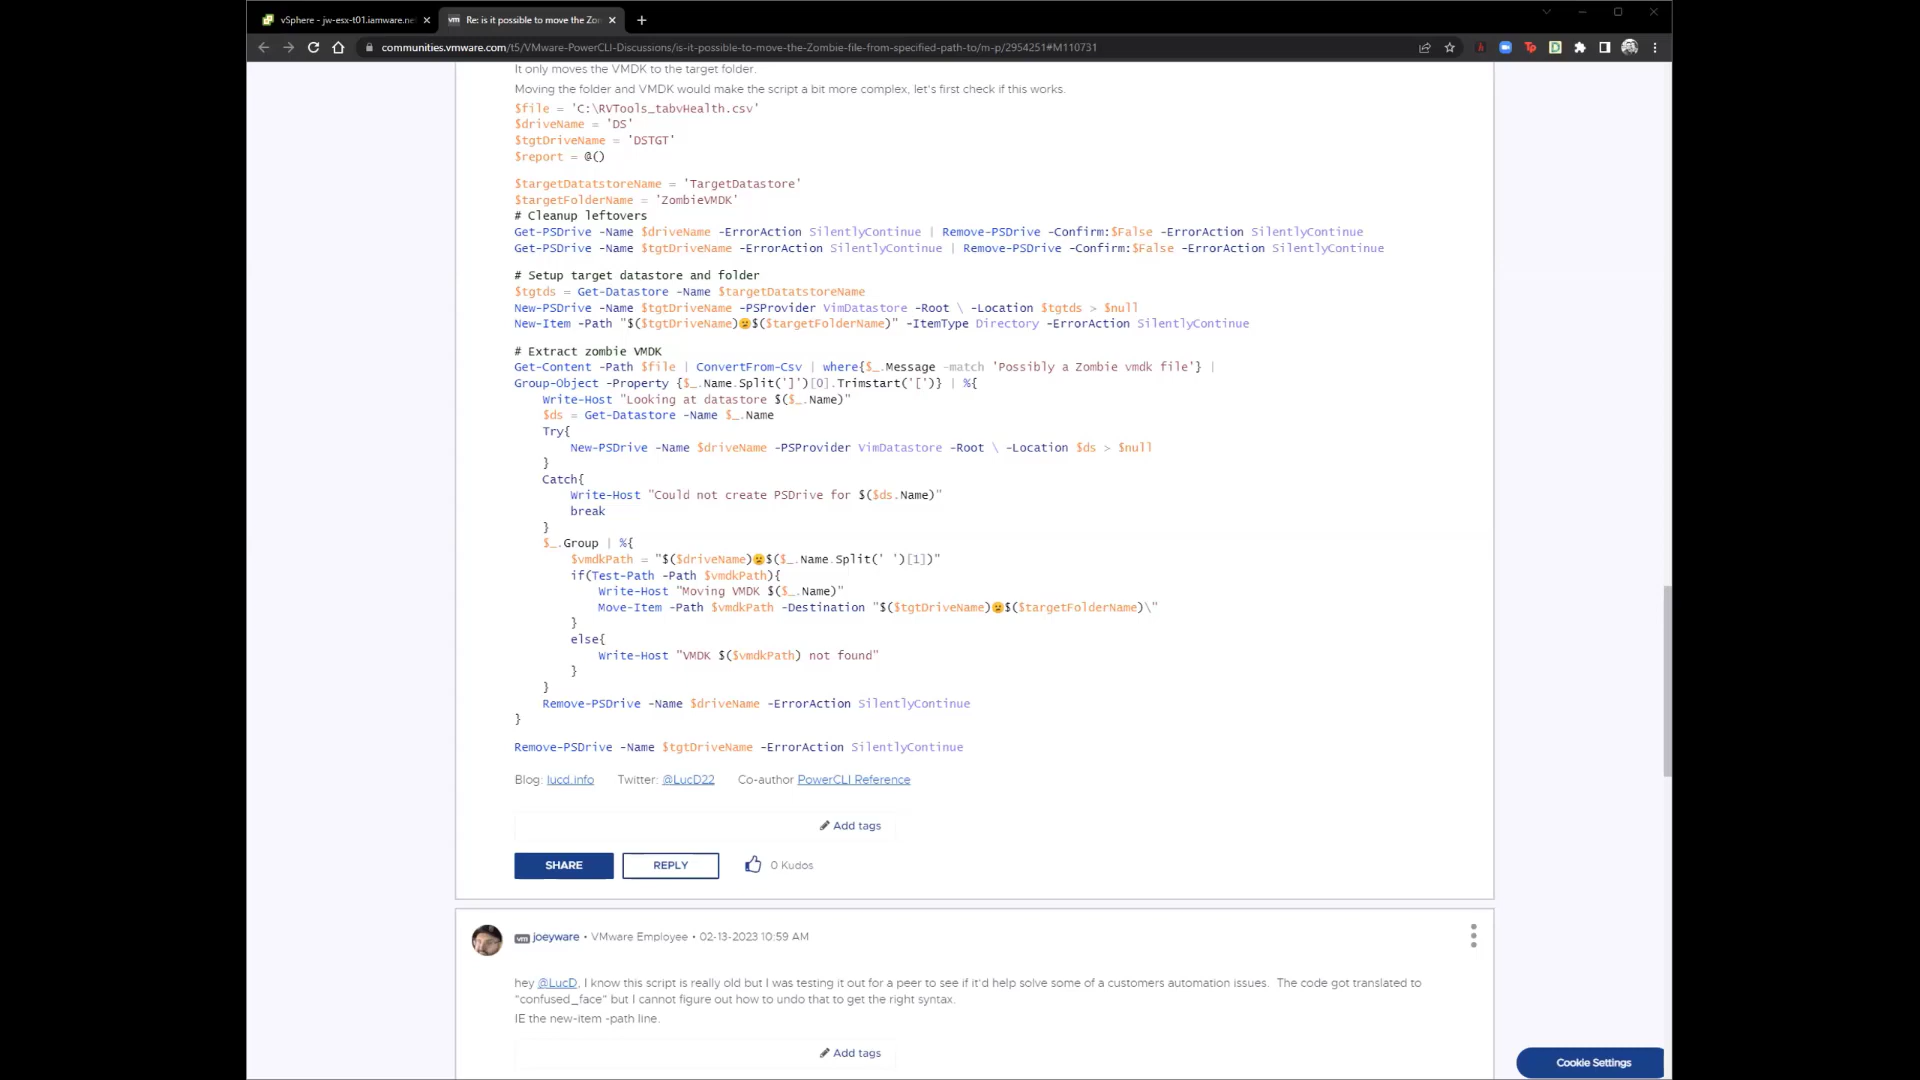 vSphere - jw-esx-t01.iamware.ne
vm Re: is it possible to move the Zo
communities.vmware.com/t5/VMware-PowerCLI-Discussions/is-it-possible-to-move-the-Zombie-file-from-specified-path-to/m-p/2954251#M110731
It only moves the VMDK to the target folder.
Moving the folder and VMDK would make the script a bit more complex, let's first check if this works.
$file = 'C:\RVTools_tabvHealth.csv'
$driveName = 'DS'
$tgtDriveName = 'DSTGT'
$report = @()
$targetDatatstoreName = 'TargetDatastore'
$targetFolderName = 'ZombieVMDK'
# Cleanup leftovers
Get-PSDrive -Name $driveName -ErrorAction SilentlyContinue | Remove-PSDrive -Confirm:$False -ErrorAction SilentlyContinue
Get-PSDrive -Name $tgtDriveName -ErrorAction SilentlyContinue | Remove-PSDrive -Confirm:$False -ErrorAction SilentlyContinue
# Setup target datastore and folder
$tgtds = Get-Datastore -Name $targetDatatstoreName
New-PSDrive -Name $tgtDriveName -PSProvider VimDatastore -Root \ -Location $tgtds > $null
New-Item -Path "$($tgtDriveName)😕$($targetFolderName)" -ItemType Directory -ErrorAction SilentlyContinue
# Extract zombie VMDK
Get-Content -Path $file | ConvertFrom-Csv | where{$_.Message -match 'Possibly a Zombie vmdk file'} |
Group-Object -Property {$_.Name.Split(']')[0].Trimstart('[')} | %{
Write-Host "Looking at datastore $($_.Name)"
$ds = Get-Datastore -Name $_.Name
Try{
New-PSDrive -Name $driveName -PSProvider VimDatastore -Root \ -Location $ds > $null
}
Catch{
Write-Host "Could not create PSDrive for $($ds.Name)"
break
}
$_.Group | %{
$vmdkPath = "$($driveName)😕$($_.Name.Split(' ')[1])"
if(Test-Path -Path $vmdkPath){
Write-Host "Moving VMDK $($_.Name)"
Move-Item -Path $vmdkPath -Destination "$($tgtDriveName)😕$($targetFolderName)\"
}
else{
Write-Host "VMDK $($vmdkPath) not found"
}
}
Remove-PSDrive -Name $driveName -ErrorAction SilentlyContinue
}
Remove-PSDrive -Name $tgtDriveName -ErrorAction SilentlyContinue
Blog: lucd.info Twitter: @LucD22 Co-author PowerCLI Reference
Add tags
SHARE REPLY 0 Kudos
vm joeyware • VMware Employee • 02-13-2023 10:59 AM
hey @LucD, I know this script is really old but I was testing it out for a peer to see if it'd help solve some of a customers automation issues. The code got translated to
"confused_face" but I cannot figure out how to undo that to get the right syntax.
IE the new-item -path line.
Add tags
Cookie Settings